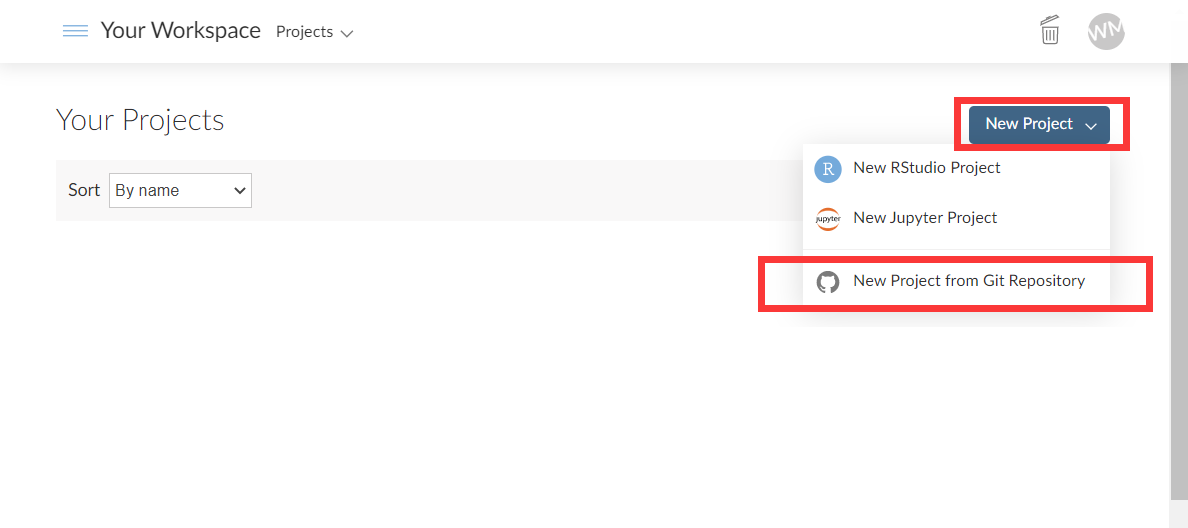 Your Workspace Projects
WM
Your Projects
New Project
Sort By name
R New RStudio Project
jupyter New Jupyter Project
New Project from Git Repository